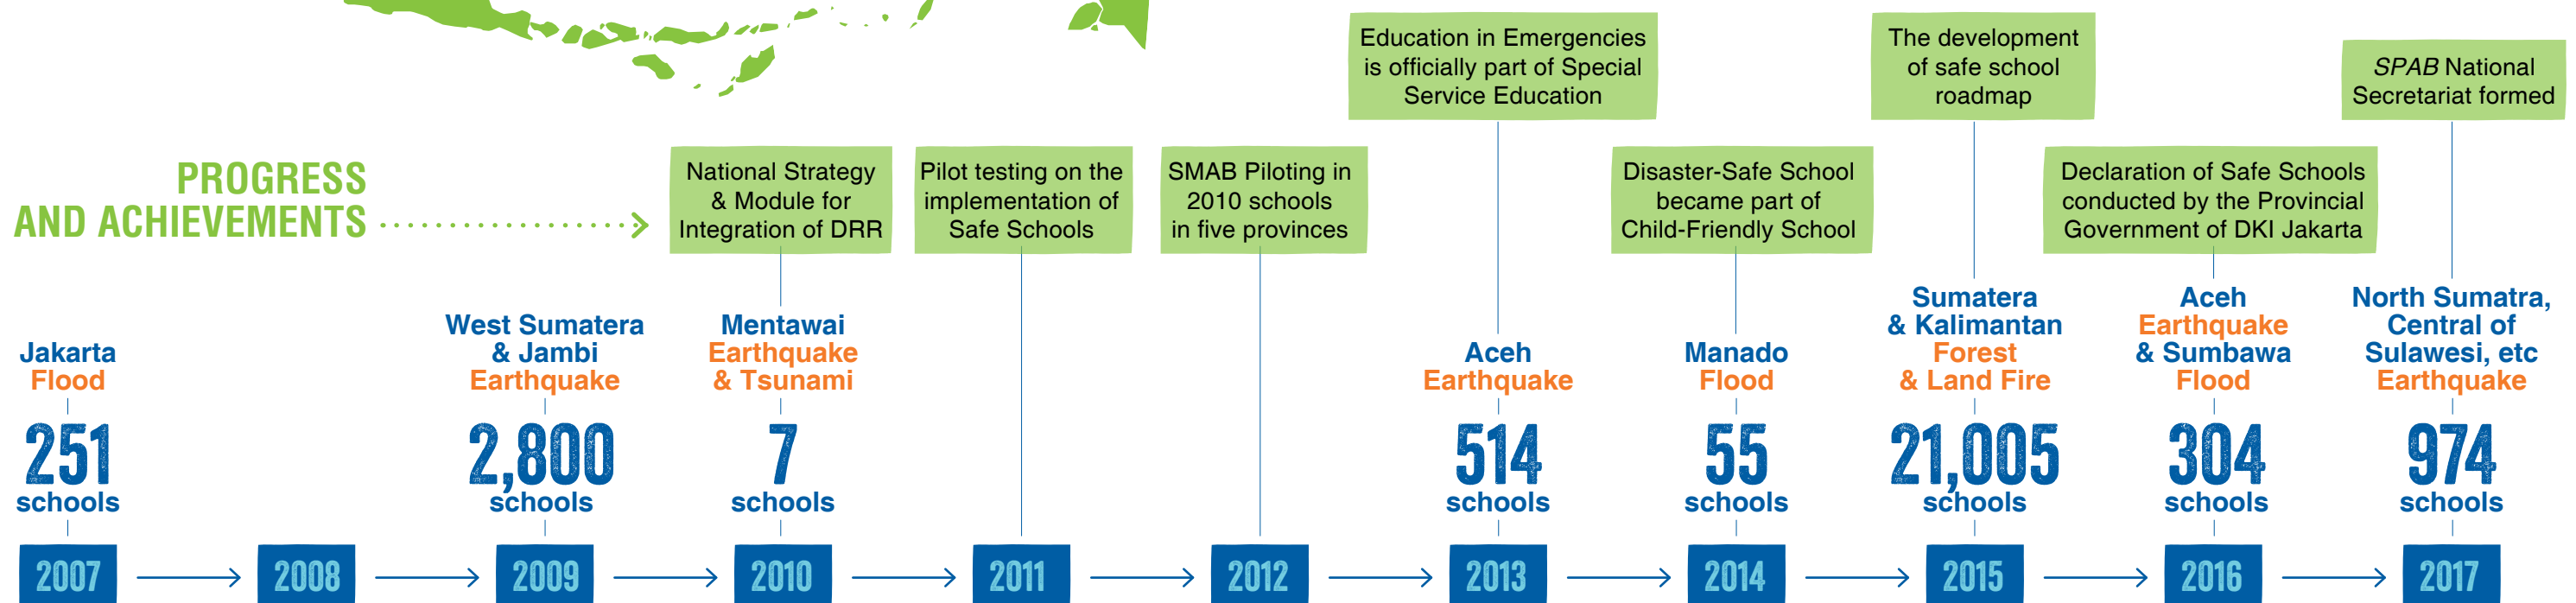 PROGRESS
AND ACHIEVEMENTS
National Strategy
& Module for
Integration of DRR
Pilot testing on the
implementation of
Safe Schools
SMAB Piloting in
2010 schools
in five provinces
Education in Emergencies
is officially part of Special
Service Education
Disaster-Safe School
became part of
Child-Friendly School
The development
of safe school
roadmap
Declaration of Safe Schools
conducted by the Provincial
Government of DKI Jakarta
SPAB National
Secretariat formed
Jakarta
Flood
251
schools
2007
2008
West Sumatera
& Jambi
Earthquake
2,800
schools
2009
Mentawai
Earthquake
& Tsunami
7
schools
2010
2011
2012
Aceh
Earthquake
514
schools
2013
Manado
Flood
55
schools
2014
Sumatera
& Kalimantan
Forest
& Land Fire
21,005
schools
2015
Aceh
Earthquake
& Sumbawa
Flood
304
schools
2016
North Sumatra,
Central of
Sulawesi, etc
Earthquake
974
schools
2017